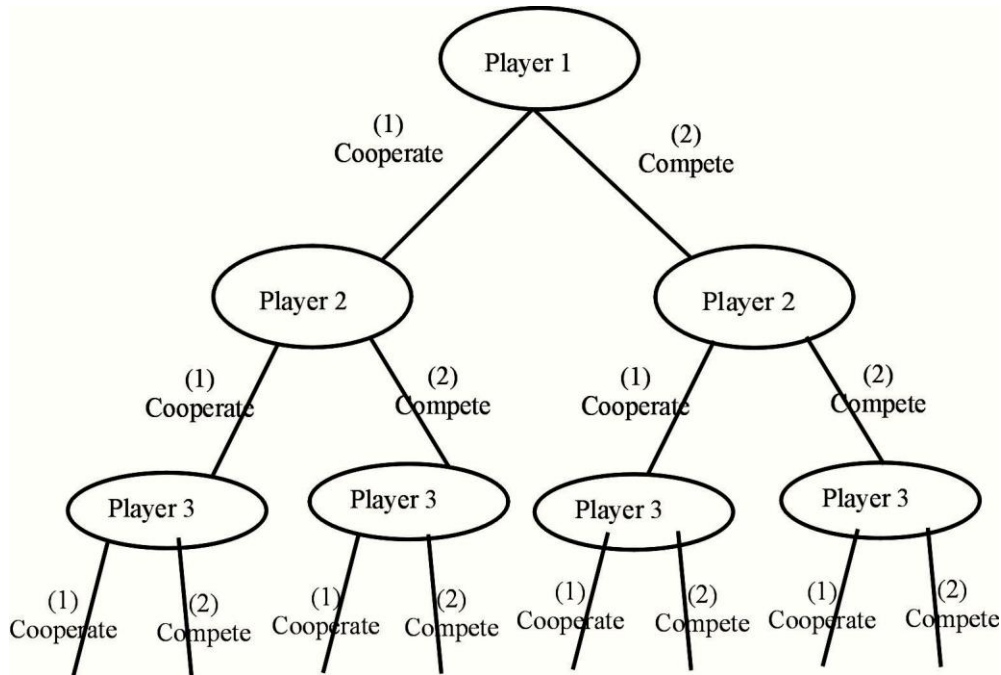 Player 1
(1)
Cooperate
(2)
Compete
Player 2
Player 2
(1)
Cooperate
(2)
Compete
(1)
Cooperate
(2)
Compete
Player 3
Player 3
Player 3
Player 3
(1)
Cooperate
(2)
Compete
(1)
Cooperate
(2)
Compete
(1)
Cooperate
(2)
Compete
(1)
Cooperate
(2)
Compete